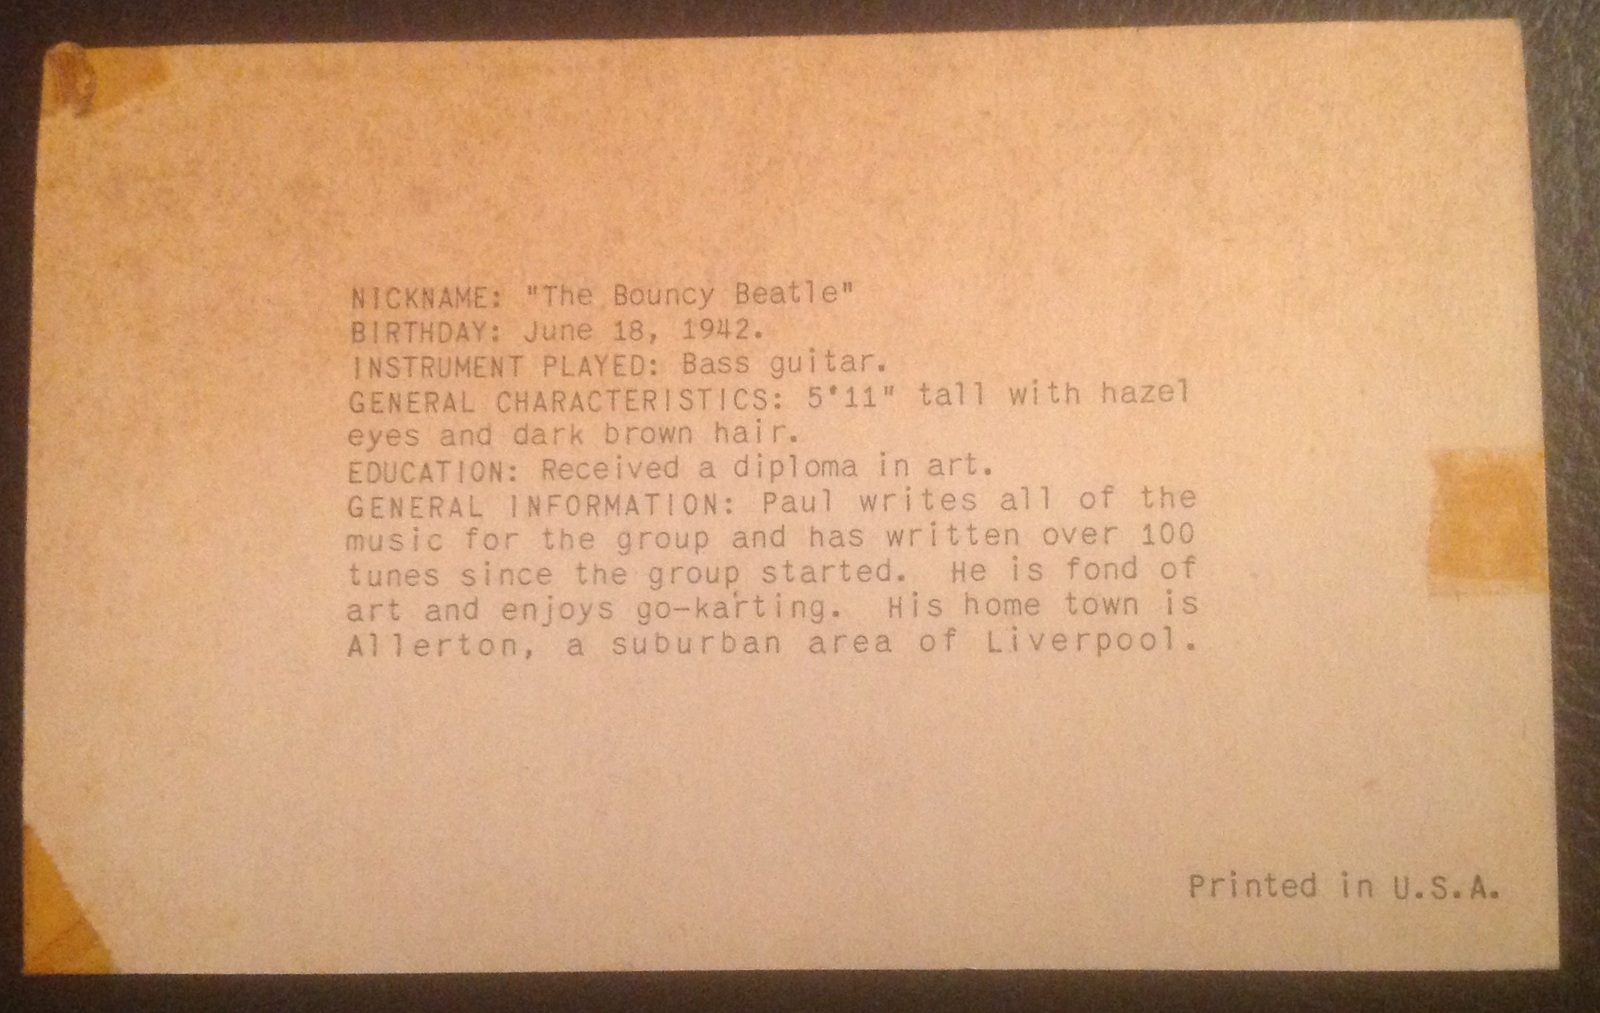 NICKNAME: "The Bouncy Beatle"
BIRTHDAY: June 18, 1942.
INSTRUMENT PLAYED: Bass guitar.
GENERAL CHARACTERISTICS: 5'11" tall with hazel
eyes and dark brown hair.
EDUCATION: Received a diploma in art.
GENERAL INFORMATION: Paul writes all of the
music for the group and has written over 100
tunes since the group started. He is fond of
art and enjoys go-karting. His home town is
Allerton, a suburban area of Liverpool.
Printed in U.S.A.